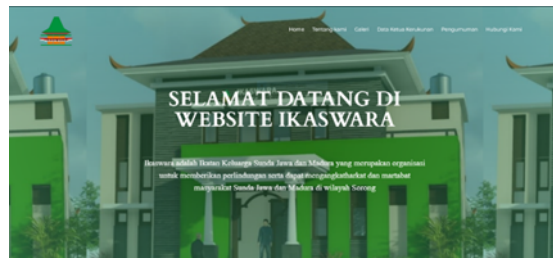 Home Tentang kami Galeri Data Ketua Kerukunan Pengumuman Hubungi Kami
SELAMAT DATANG DI
WEBSITE IKASWARA
Ikaswara adalah Ikatan Keluarga Sunda Jawa dan Madura yang merupakan organisasi
untuk memberikan perlindungan serta dapat mengangkatharkat dan martabat
masyarakat Sunda Jawa dan Madura di wilayah Sorong